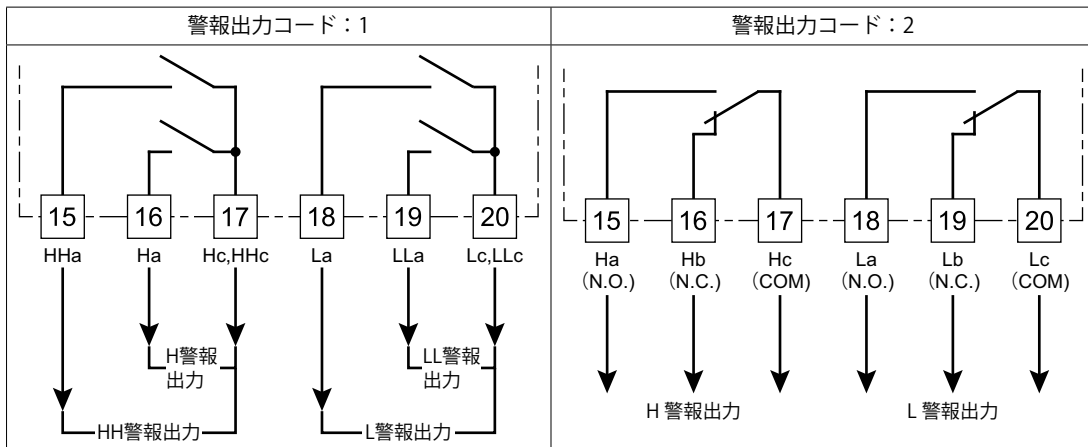 警報出力コード：1
警報出力コード：2
15 16 17 18 19 20
HHa Ha Hc,HHc La LLa Lc,LLc
H警報
出力
LL警報
出力
HH警報出力 L警報出力
15 16 17 18 19 20
Ha Hb Hc La Lb Lc
（N.O.） （N.C.） （COM） （N.O.） （N.C.） （COM）
H 警報出力 L 警報出力